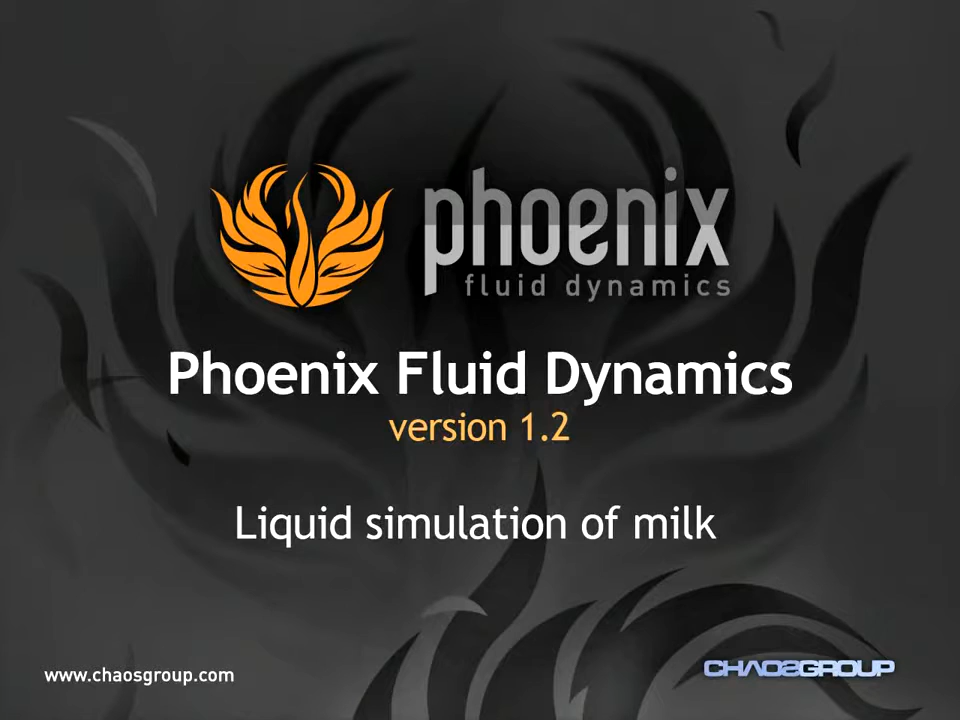 phoenix
fluid dynamics
Phoenix Fluid Dynamics
version 1.2
Liquid simulation of milk
www.chaosgroup.com
CHAOSGROUP